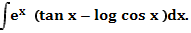 ∫eˣ (tan x – log cos x )dx.